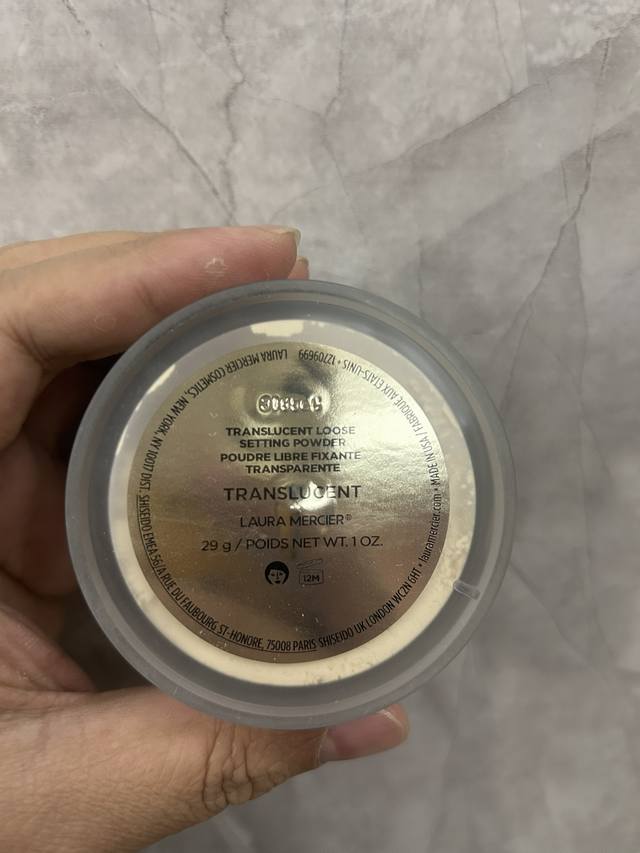 TRANSLUCENT LOOSE
SETTING POWDER
POUDRE LIBRE FIXANTE
TRANSPARENTE
TRANSLUCENT
LAURA MERCIER®
29 g / POIDS NET WT. 1 OZ.
12M
LAURA MERCIER COSMETICS, NEW YORK, NY 10017 DIST. SHISEIDO EMEA 56/A RUE DU FAUBOURG ST-HONORE, 75008 PARIS SHISEIDO UK LONDON WC2N 6HT • lauramercier.com • MADE IN USA / FABRIQUÉ AUX ÉTATS-UNIS • 12709699